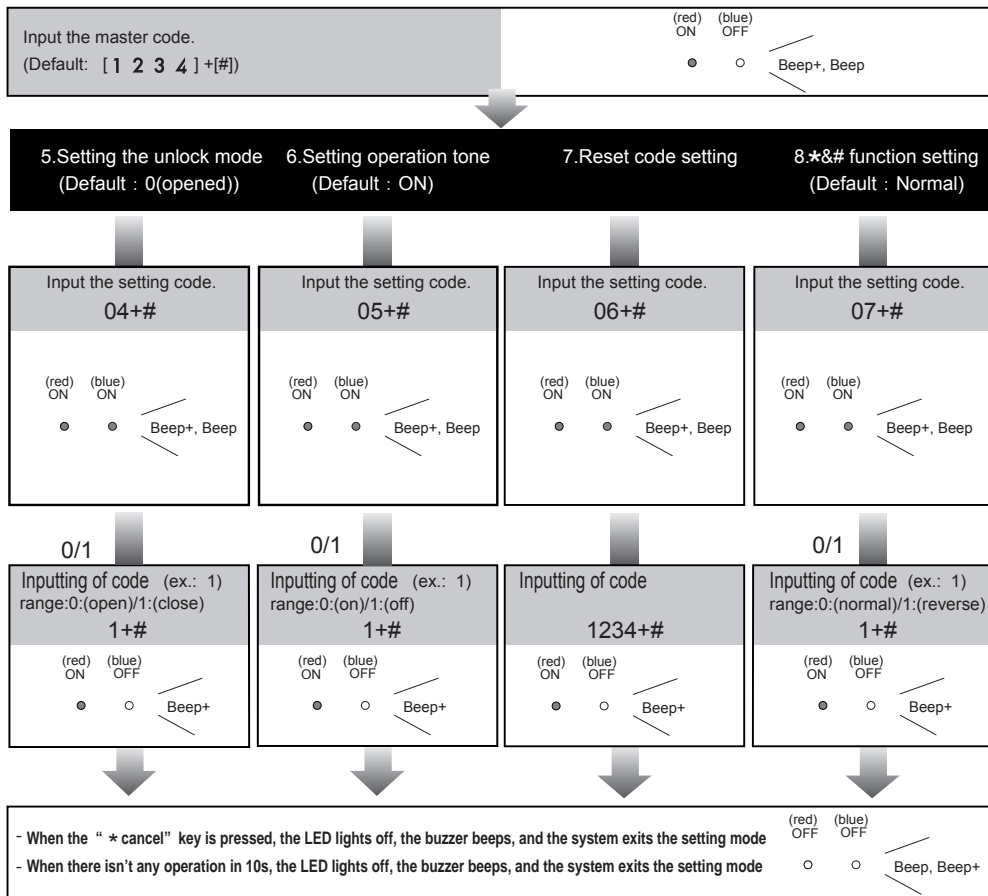 Input the master code.
(Default: [1 2 3 4] +[#])
(red) (blue)
ON OFF
Beep+, Beep
5.Setting the unlock mode
(Default : 0(opened))
6.Setting operation tone
(Default : ON)
7.Reset code setting
8.*&# function setting
(Default : Normal)
Input the setting code.
04+#
(red) (blue)
ON ON
Beep+, Beep
Input the setting code.
05+#
(red) (blue)
ON ON
Beep+, Beep
Input the setting code.
06+#
(red) (blue)
ON ON
Beep+, Beep
Input the setting code.
07+#
(red) (blue)
ON ON
Beep+, Beep
0/1
Inputting of code (ex.: 1)
range:0:(open)/1:(close)
1+#
(red) (blue)
ON OFF
Beep+
0/1
Inputting of code (ex.: 1)
range:0:(on)/1:(off)
1+#
(red) (blue)
ON OFF
Beep+
Inputting of code
1234+#
(red) (blue)
ON OFF
Beep+
0/1
Inputting of code (ex.: 1)
range:0:(normal)/1:(reverse)
1+#
(red) (blue)
ON OFF
Beep+
- When the " * cancel" key is pressed, the LED lights off, the buzzer beeps, and the system exits the setting mode
- When there isn't any operation in 10s, the LED lights off, the buzzer beeps, and the system exits the setting mode
(red) (blue)
OFF OFF
Beep, Beep+